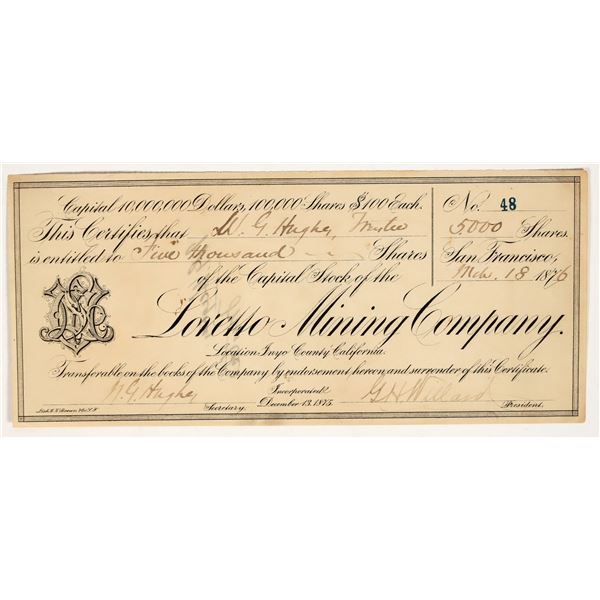 Capital 10,000,000 Dollars, 100,000 Shares $100 Each.
No. 48
This Certifies that W. G. Hughes, Trustee
5000 Shares.
is entitled to Five thousand - - Shares
San Francisco, Mch. 18 1876
of the Capital Stock of the
Loretto Mining Company.
Location Inyo County California.
Transferable on the books of the Company by endorsement hereon and surrender of this Certificate.
W. G. Hughes
Incorporated
G H Willard
Secretary.
December 13, 1875.
President.